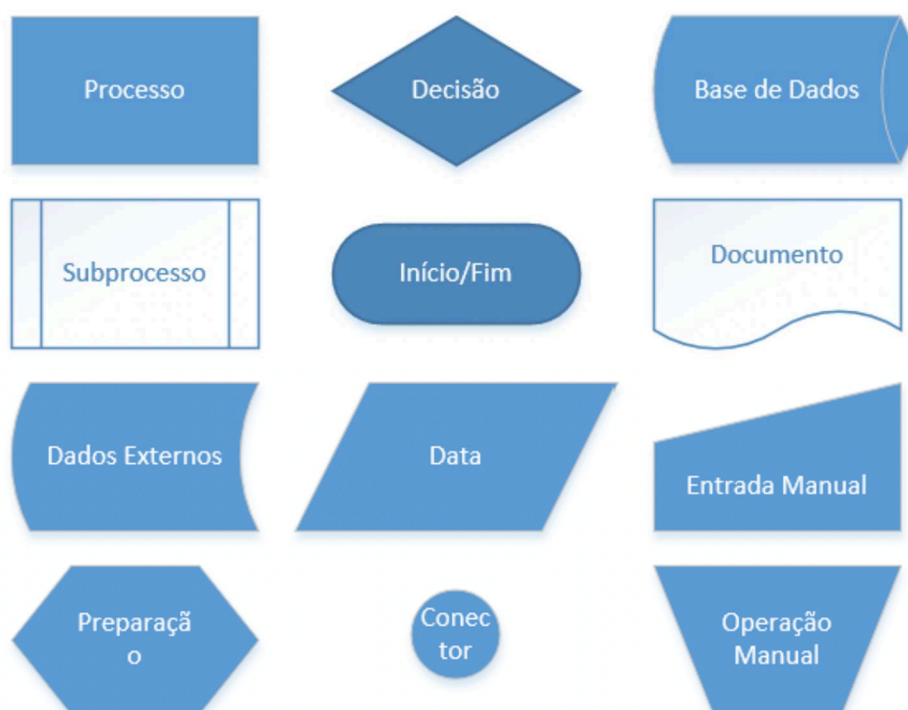 Processo
Decisão
Base de Dados
Subprocesso
Início/Fim
Documento
Dados Externos
Data
Entrada Manual
Preparaçã
o
Conec
tor
Operação
Manual